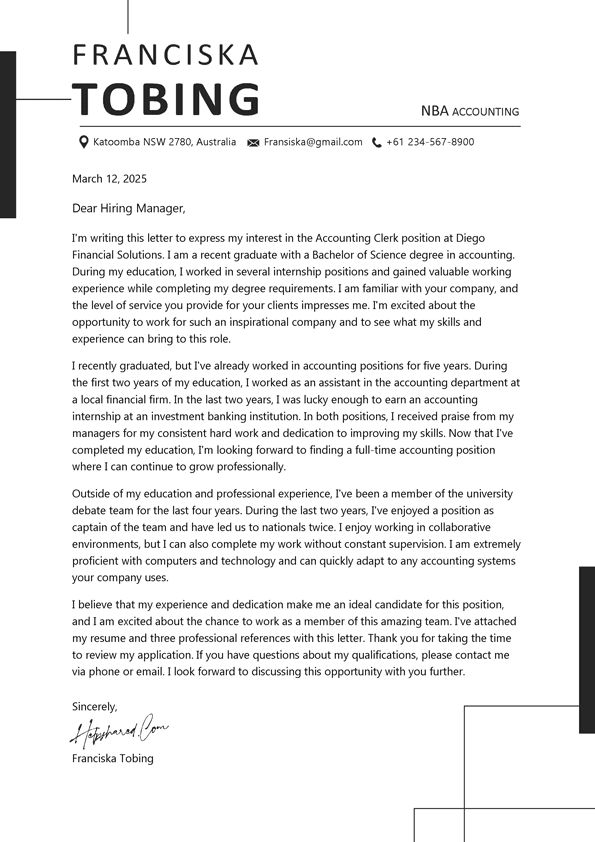 FRANCISKA
TOBING
NBA ACCOUNTING
Katoomba NSW 2780, Australia Fransiska@gmail.com +61 234-567-8900
March 12, 2025
Dear Hiring Manager,
I'm writing this letter to express my interest in the Accounting Clerk position at Diego
Financial Solutions. I am a recent graduate with a Bachelor of Science degree in accounting.
During my education, I worked in several internship positions and gained valuable working
experience while completing my degree requirements. I am familiar with your company, and
the level of service you provide for your clients impresses me. I'm excited about the
opportunity to work for such an inspirational company and to see what my skills and
experience can bring to this role.
I recently graduated, but I've already worked in accounting positions for five years. During
the first two years of my education, I worked as an assistant in the accounting department at
a local financial firm. In the last two years, I was lucky enough to earn an accounting
internship at an investment banking institution. In both positions, I received praise from my
managers for my consistent hard work and dedication to improving my skills. Now that I've
completed my education, I'm looking forward to finding a full-time accounting position
where I can continue to grow professionally.
Outside of my education and professional experience, I've been a member of the university
debate team for the last four years. During the last two years, I've enjoyed a position as
captain of the team and have led us to nationals twice. I enjoy working in collaborative
environments, but I can also complete my work without constant supervision. I am extremely
proficient with computers and technology and can quickly adapt to any accounting systems
your company uses.
I believe that my experience and dedication make me an ideal candidate for this position,
and I am excited about the chance to work as a member of this amazing team. I've attached
my resume and three professional references with this letter. Thank you for taking the time
to review my application. If you have questions about my qualifications, please contact me
via phone or email. I look forward to discussing this opportunity with you further.
Sincerely,
Franciska Tobing